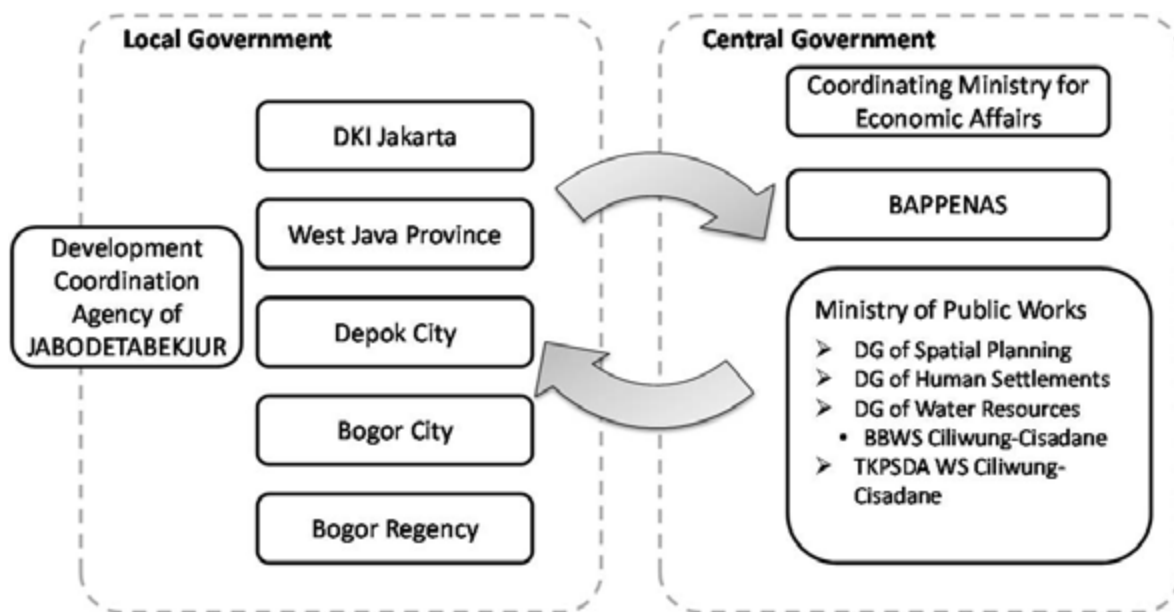 Local Government
DKI Jakarta
West Java Province
Development
Coordination
Agency of
JABODETABEKJUR
Depok City
Bogor City
Bogor Regency
Central Government
Coordinating Ministry for
Economic Affairs
BAPPENAS
Ministry of Public Works
➢ DG of Spatial Planning
➢ DG of Human Settlements
➢ DG of Water Resources
• BBWS Ciliwung-Cisadane
➢ TKPSDA WS Ciliwung-
Cisadane